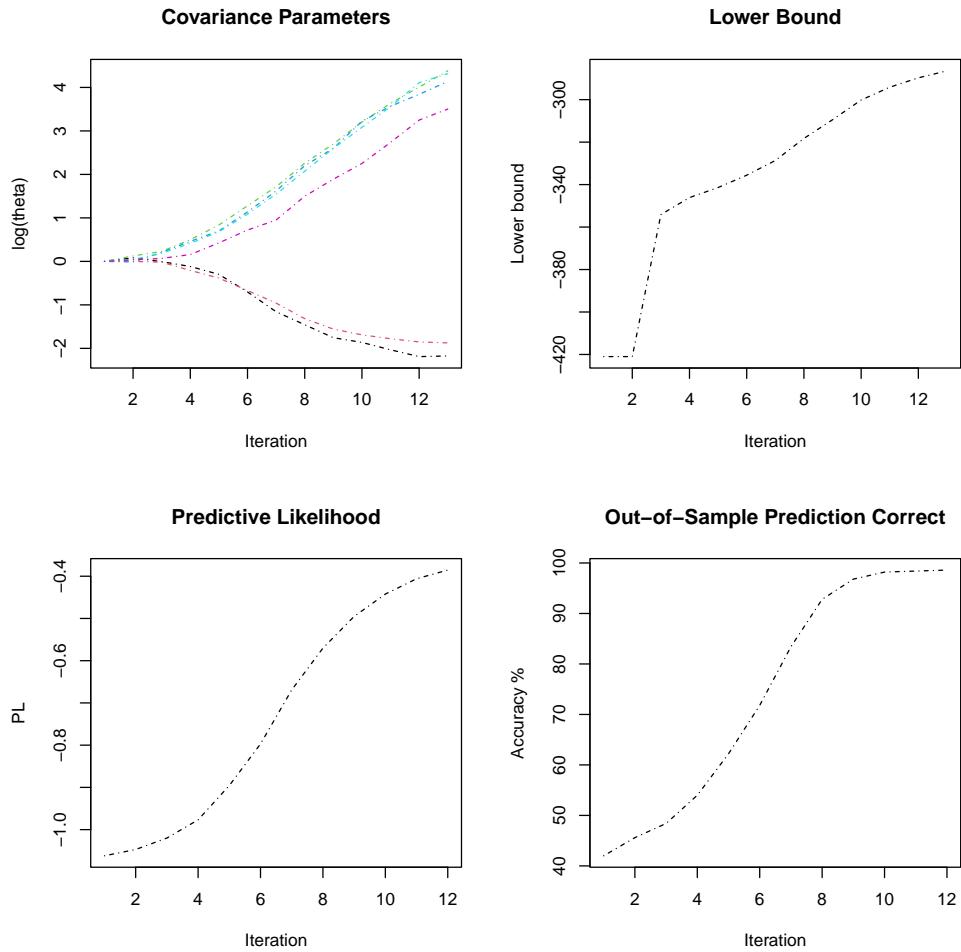 Covariance Parameters
log(theta)
4
3
2
1
0
−1
−2
2 4 6 8 10 12
Iteration
Lower Bound
Lower bound
−300
−340
−380
−420
2 4 6 8 10 12
Iteration
Predictive Likelihood
PL
−0.4
−0.6
−0.8
−1.0
2 4 6 8 10 12
Iteration
Out−of−Sample Prediction Correct
Accuracy %
100
90
80
70
60
50
40
2 4 6 8 10 12
Iteration